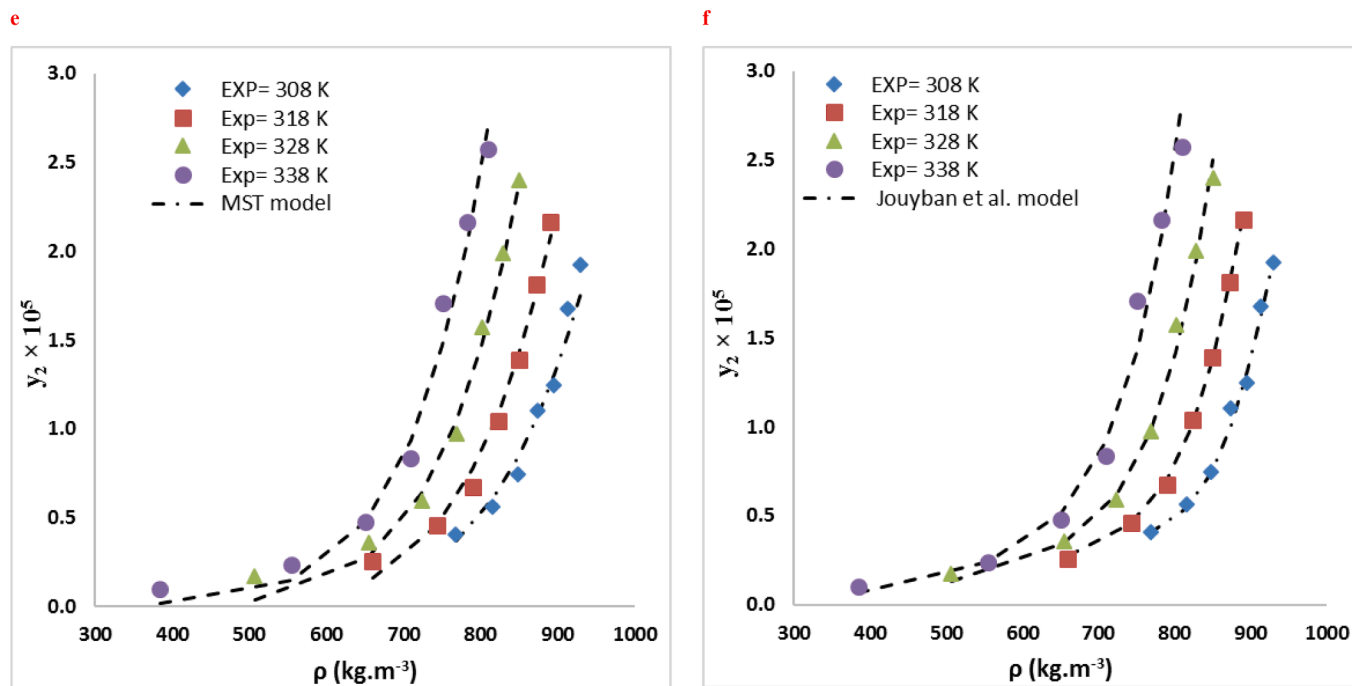 e
3.0
2.5
2.0
1.5
1.0
0.5
0.0
y₂ × 10⁵
EXP= 308 K
Exp= 318 K
Exp= 328 K
Exp= 338 K
MST model
300 400 500 600 700 800 900 1000
ρ (kg.m⁻³)
f
3.0
2.5
2.0
1.5
1.0
0.5
0.0
y₂ × 10⁵
EXP= 308 K
Exp= 318 K
Exp= 328 K
Exp= 338 K
Jouyban et al. model
300 400 500 600 700 800 900 1000
ρ (kg.m⁻³)